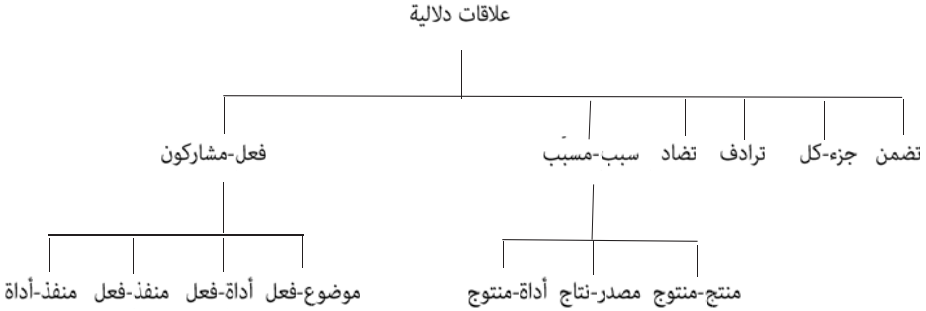 علاقات دلالية
تضمن جزء-كل ترادف تضاد سبب-مسبَّب فعل-مشاركون
منتج-منتوج مصدر-نتاج أداة-منتوج موضوع-فعل أداة-فعل منفذ-فعل منفذ-أداة